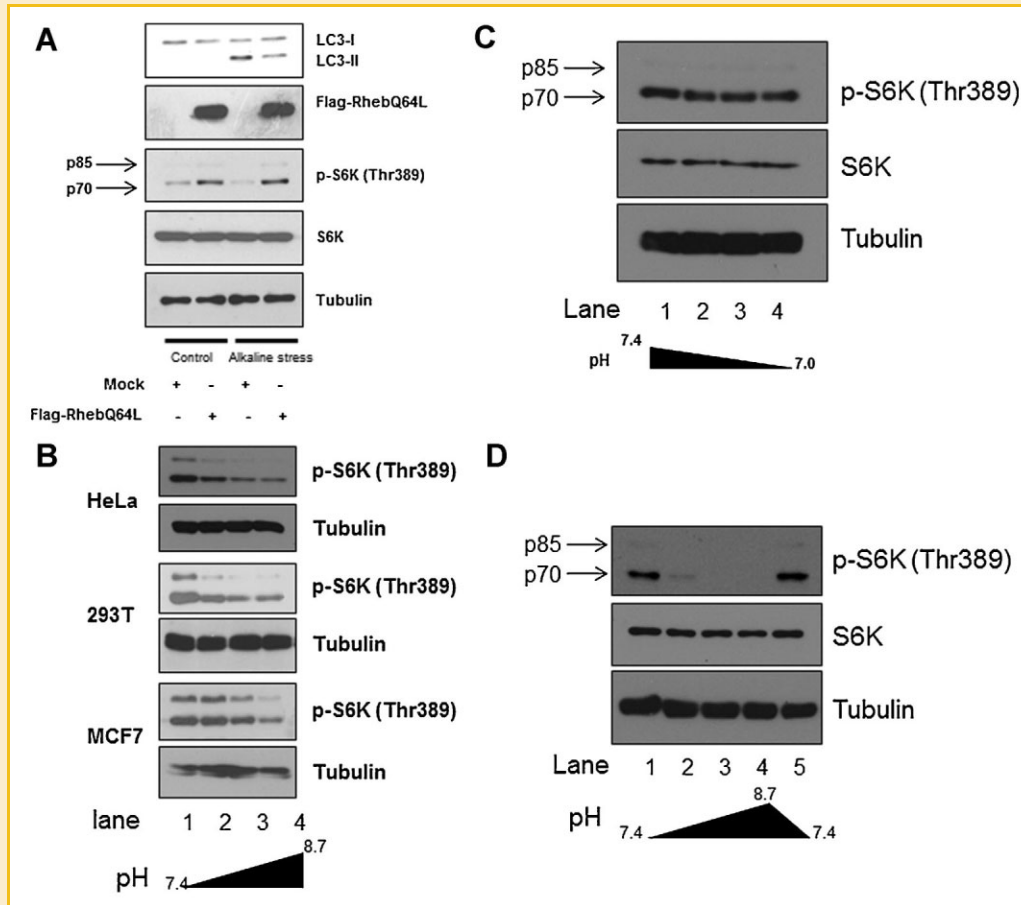 A
LC3-I
LC3-II
Flag-RhebQ64L
p85
p70
p-S6K (Thr389)
S6K
Tubulin
Control Alkaline stress
Mock + - + -
Flag-RhebQ64L - + - +
B
HeLa
p-S6K (Thr389)
Tubulin
293T
p-S6K (Thr389)
Tubulin
MCF7
p-S6K (Thr389)
Tubulin
lane 1 2 3 4
pH 7.4 8.7
C
p85
p70
p-S6K (Thr389)
S6K
Tubulin
Lane 1 2 3 4
pH 7.4 7.0
D
p85
p70
p-S6K (Thr389)
S6K
Tubulin
Lane 1 2 3 4 5
pH 7.4 8.7 7.4